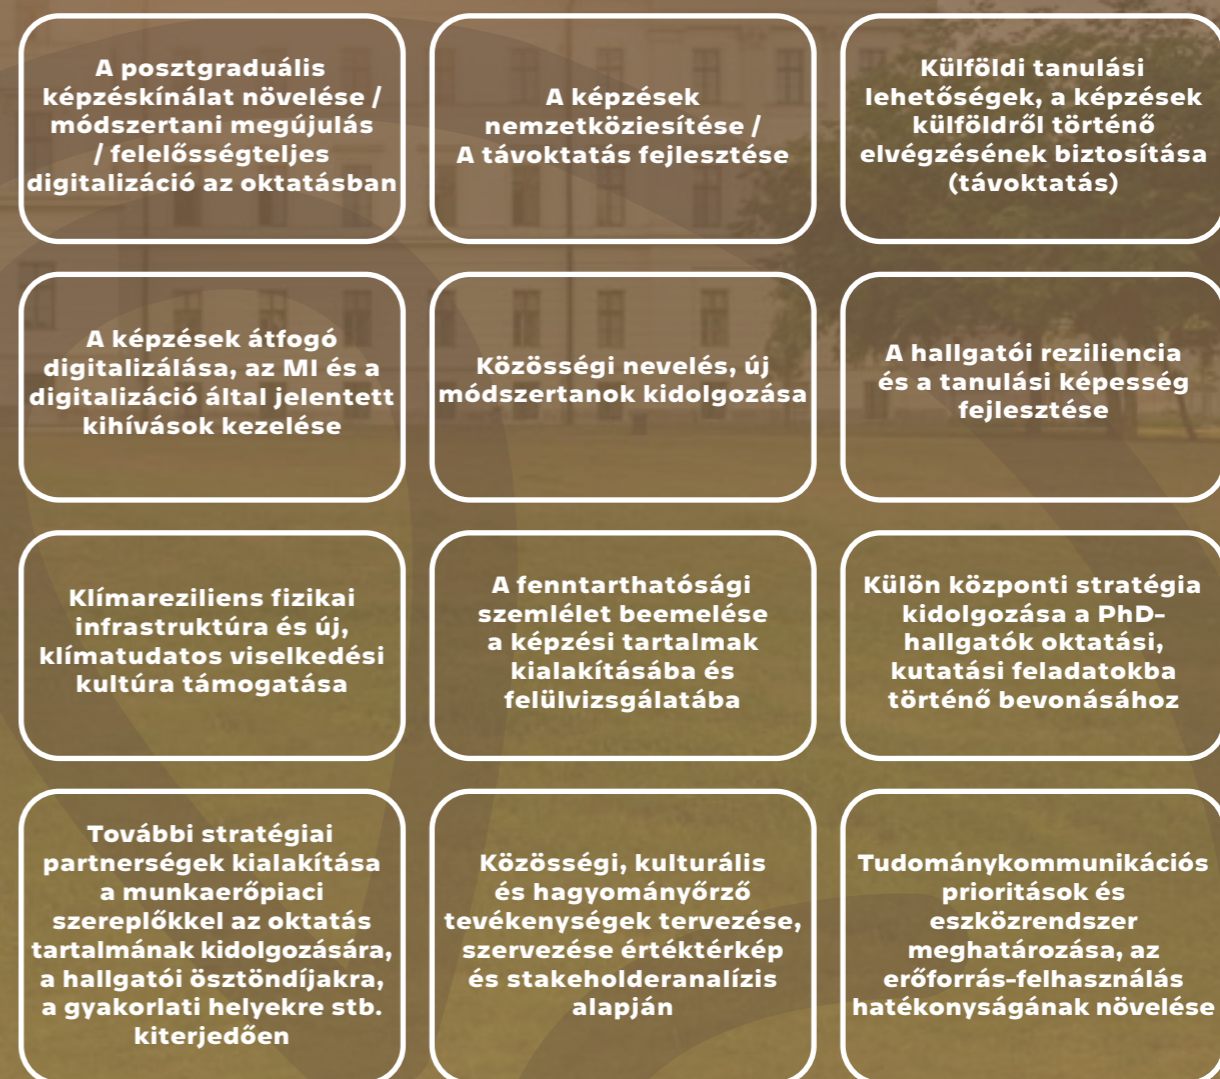 A posztgraduális
képzéskínálat növelése /
módszertani megújulás
/ felelősségteljes
digitalizáció az oktatásban
A képzések
nemzetköziesítése /
A távoktatás fejlesztése
Külföldi tanulási
lehetőségek, a képzések
külföldről történő
elvégzésének biztosítása
(távoktatás)
A képzések átfogó
digitalizálása, az MI és a
digitalizáció által jelentett
kihívások kezelése
Közösségi nevelés, új
módszertanok kidolgozása
A hallgatói reziliencia
és a tanulási képesség
fejlesztése
Klímareziliens fizikai
infrastruktúra és új,
klímatudatos viselkedési
kultúra támogatása
A fenntarthatósági
szemlélet beemelése
a képzési tartalmak
kialakításába és
felülvizsgálatába
Külön központi stratégia
kidolgozása a PhD-
hallgatók oktatási,
kutatási feladatokba
történő bevonásához
További stratégiai
partnerségek kialakítása
a munkaerőpiaci
szereplőkkel az oktatás
tartalmának kidolgozására,
a hallgatói ösztöndíjakra,
a gyakorlati helyekre stb.
kiterjedően
Közösségi, kulturális
és hagyományőrző
tevékenységek tervezése,
szervezése értéktérkép
és stakeholderanalízis
alapján
Tudománykommunikációs
prioritások és
eszközrendszer
meghatározása, az
erőforrás-felhasználás
hatékonyságának növelése